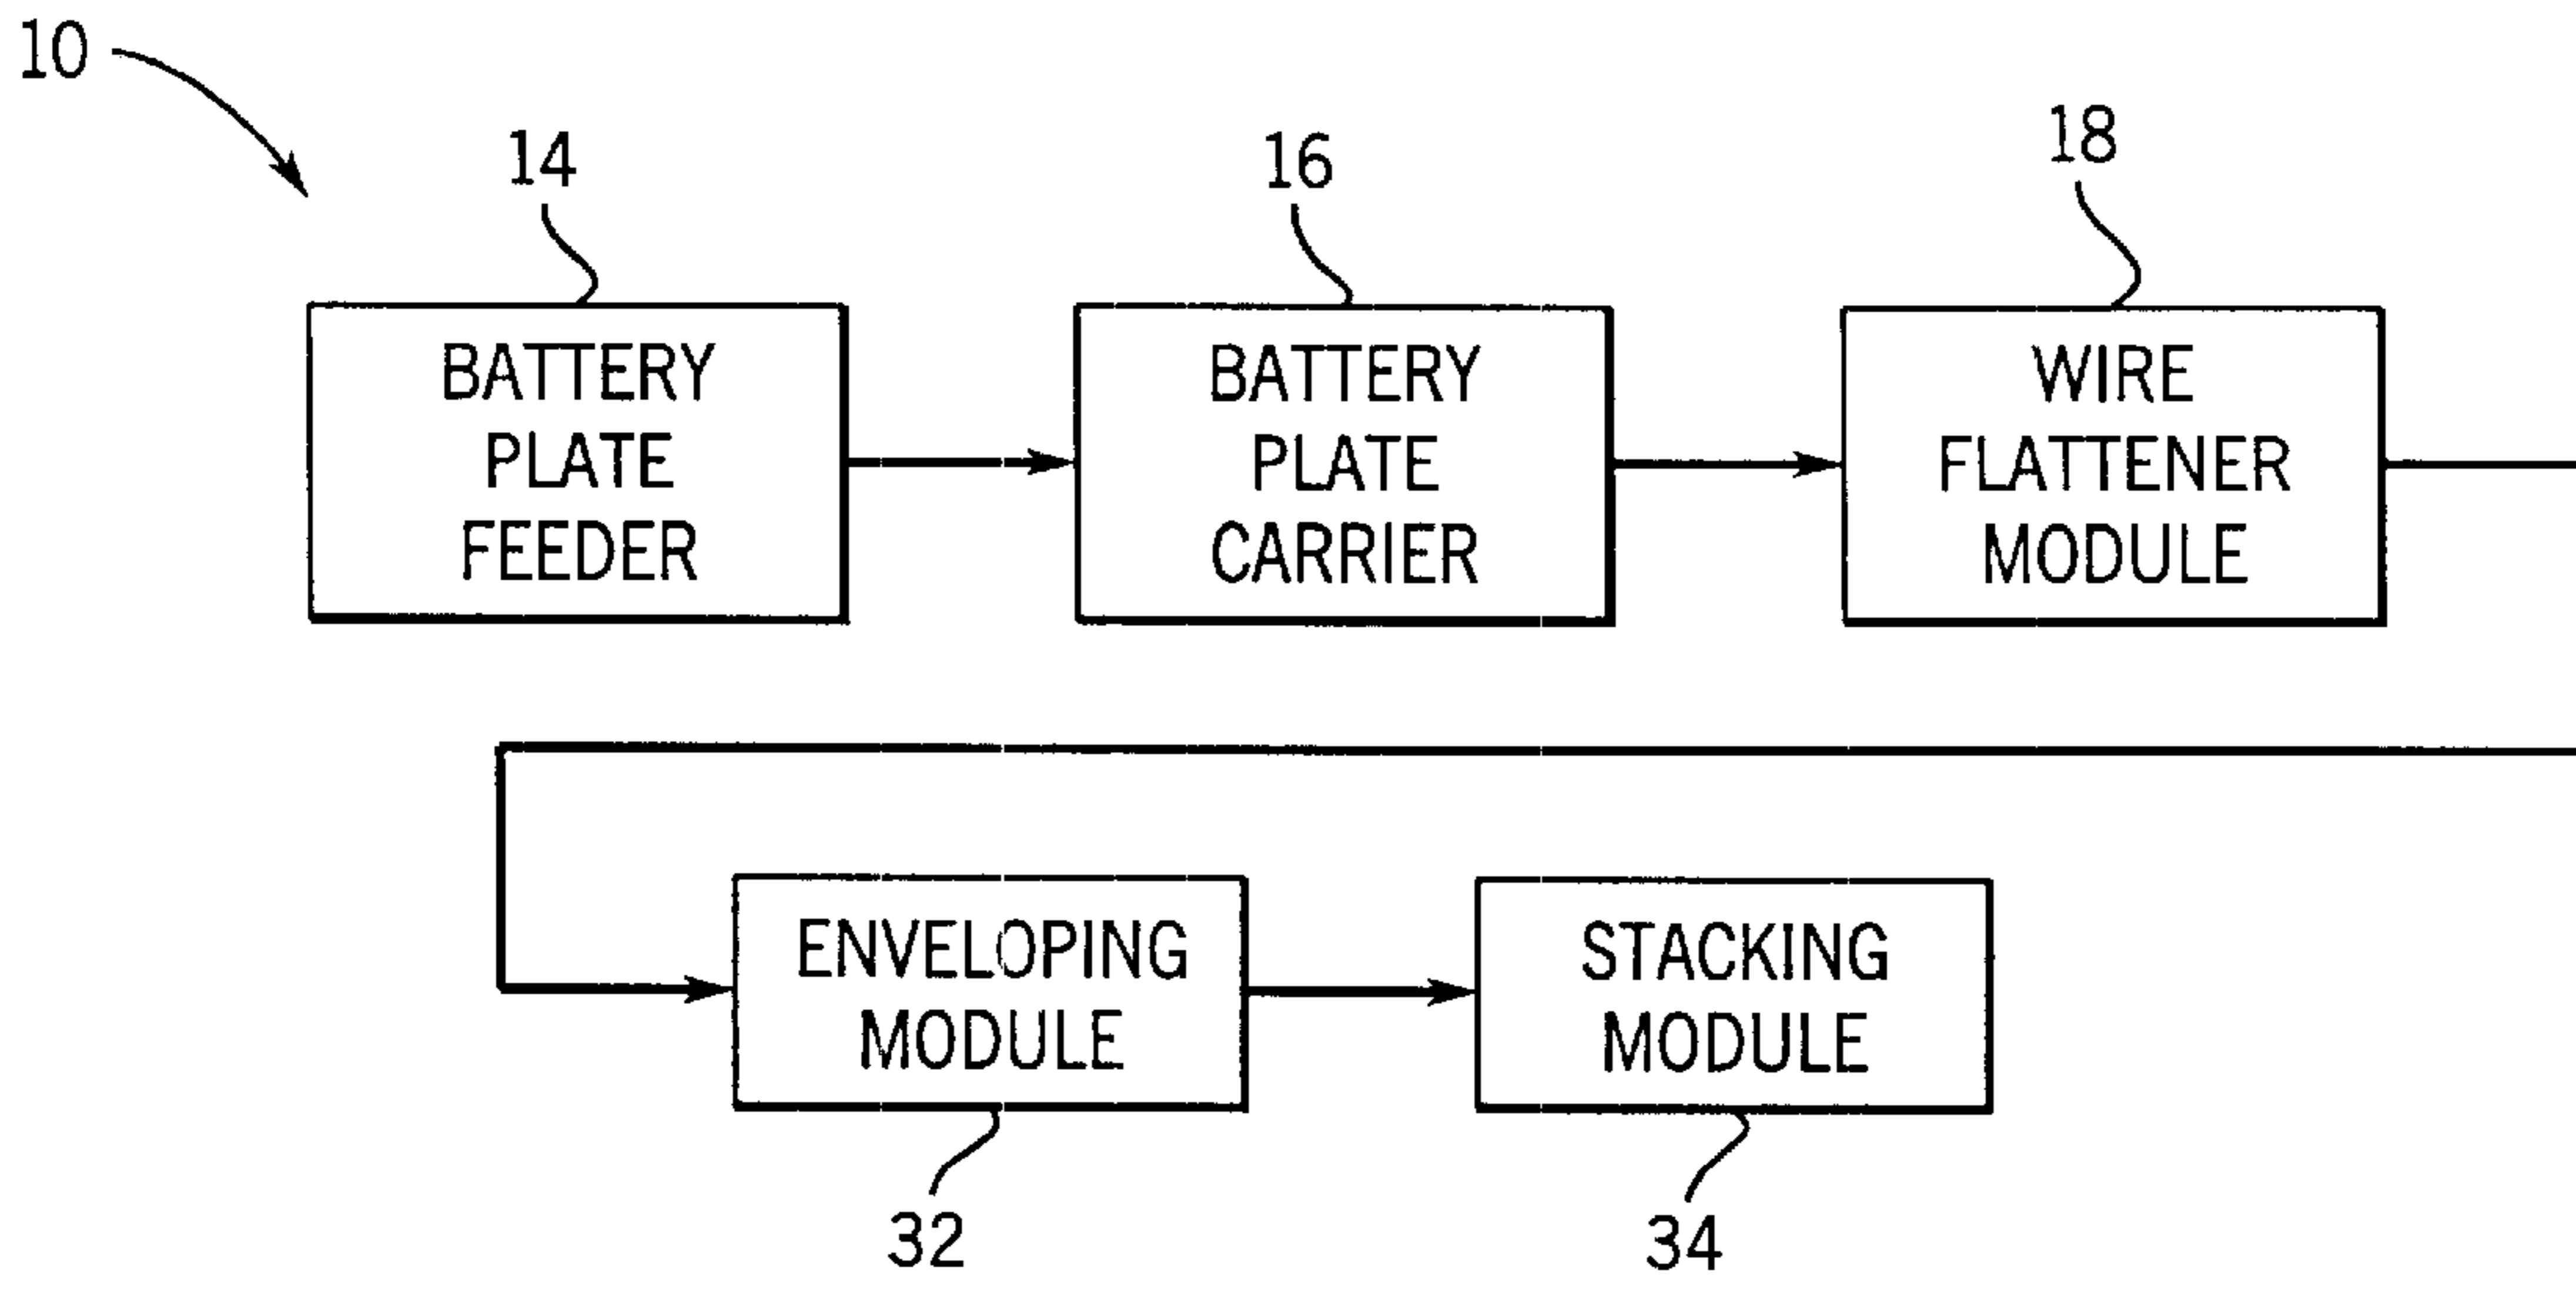 10
14
16
18
BATTERY
PLATE
FEEDER
BATTERY
PLATE
CARRIER
WIRE
FLATTENER
MODULE
ENVELOPING
MODULE
STACKING
MODULE
32
34